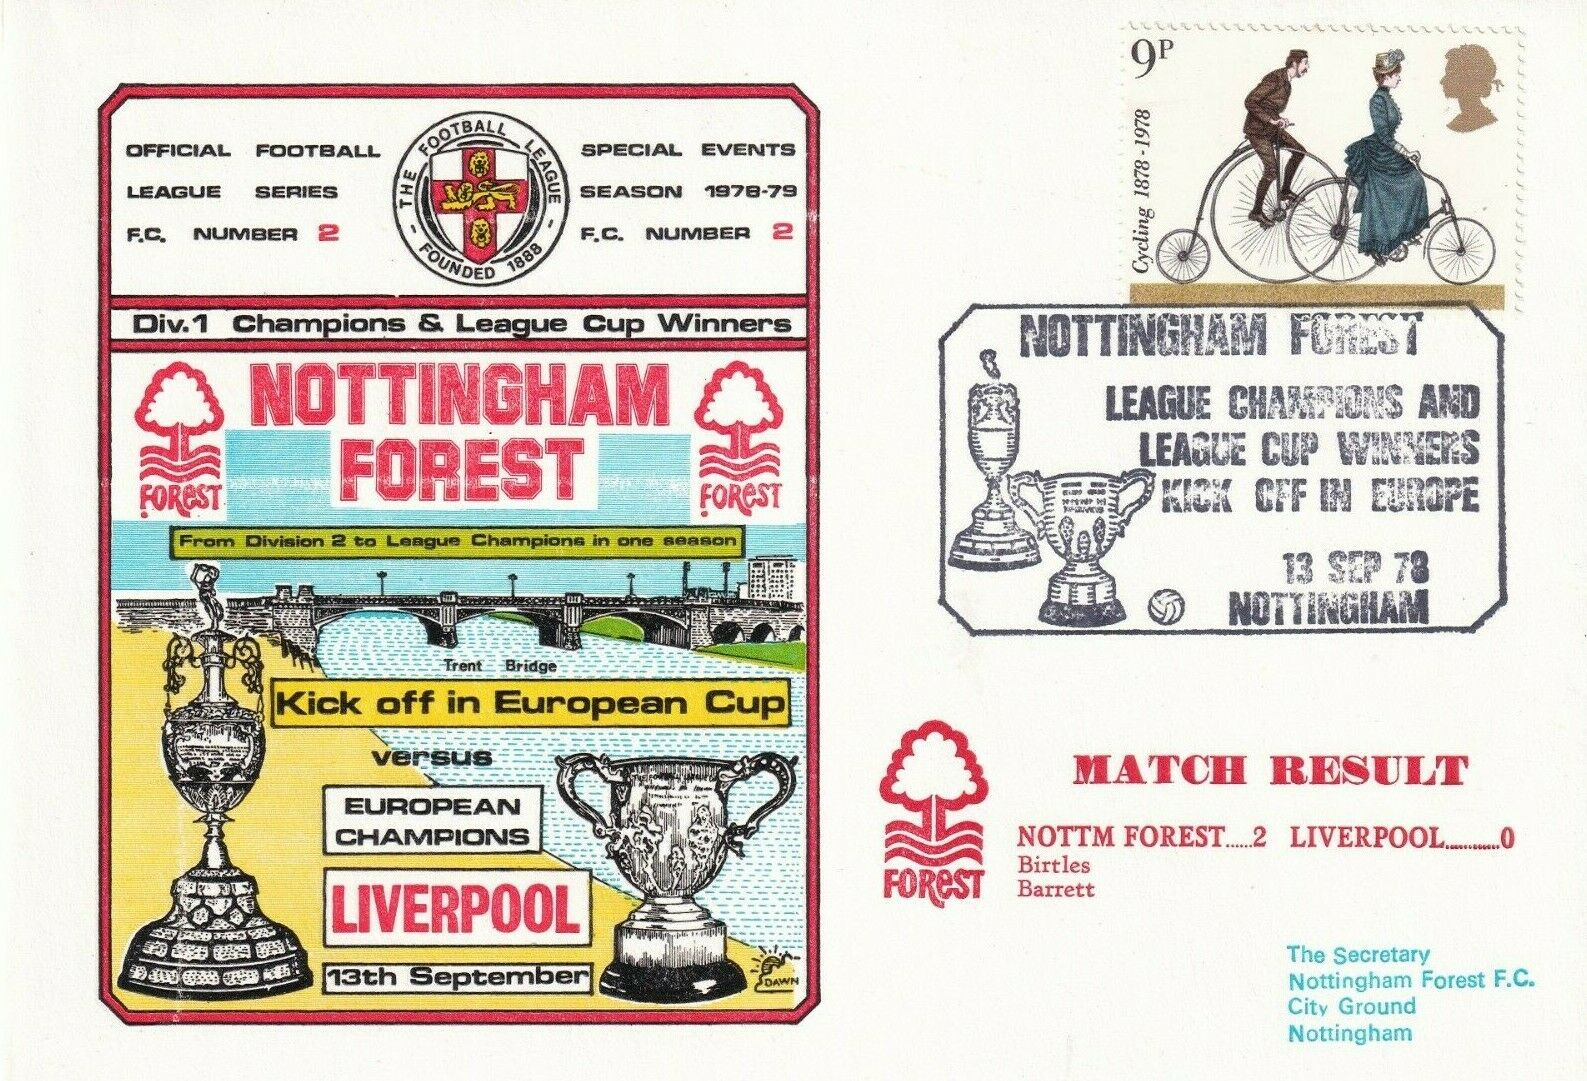 OFFICIAL FOOTBALL
LEAGUE SERIES
F.C. NUMBER 2
THE FOOTBALL LEAGUE
- FOUNDED 1888 -
SPECIAL EVENTS
SEASON 1978-79
F.C. NUMBER 2
Div.1 Champions & League Cup Winners
NOTTINGHAM
FOREST
FOREST
FOREST
From Division 2 to League Champions in one season
Trent Bridge
Kick off in European Cup
versus
EUROPEAN
CHAMPIONS
LIVERPOOL
13th September
DAWN
9P
Cycling 1878-1978
NOTTINGHAM FOREST
LEAGUE CHAMPIONS AND
LEAGUE CUP WINNERS
KICK OFF IN EUROPE
13 SEP 78
NOTTINGHAM
FOREST
MATCH RESULT
NOTTM FOREST......2 LIVERPOOL............0
Birtles
Barrett
The Secretary
Nottingham Forest F.C.
City Ground
Nottingham